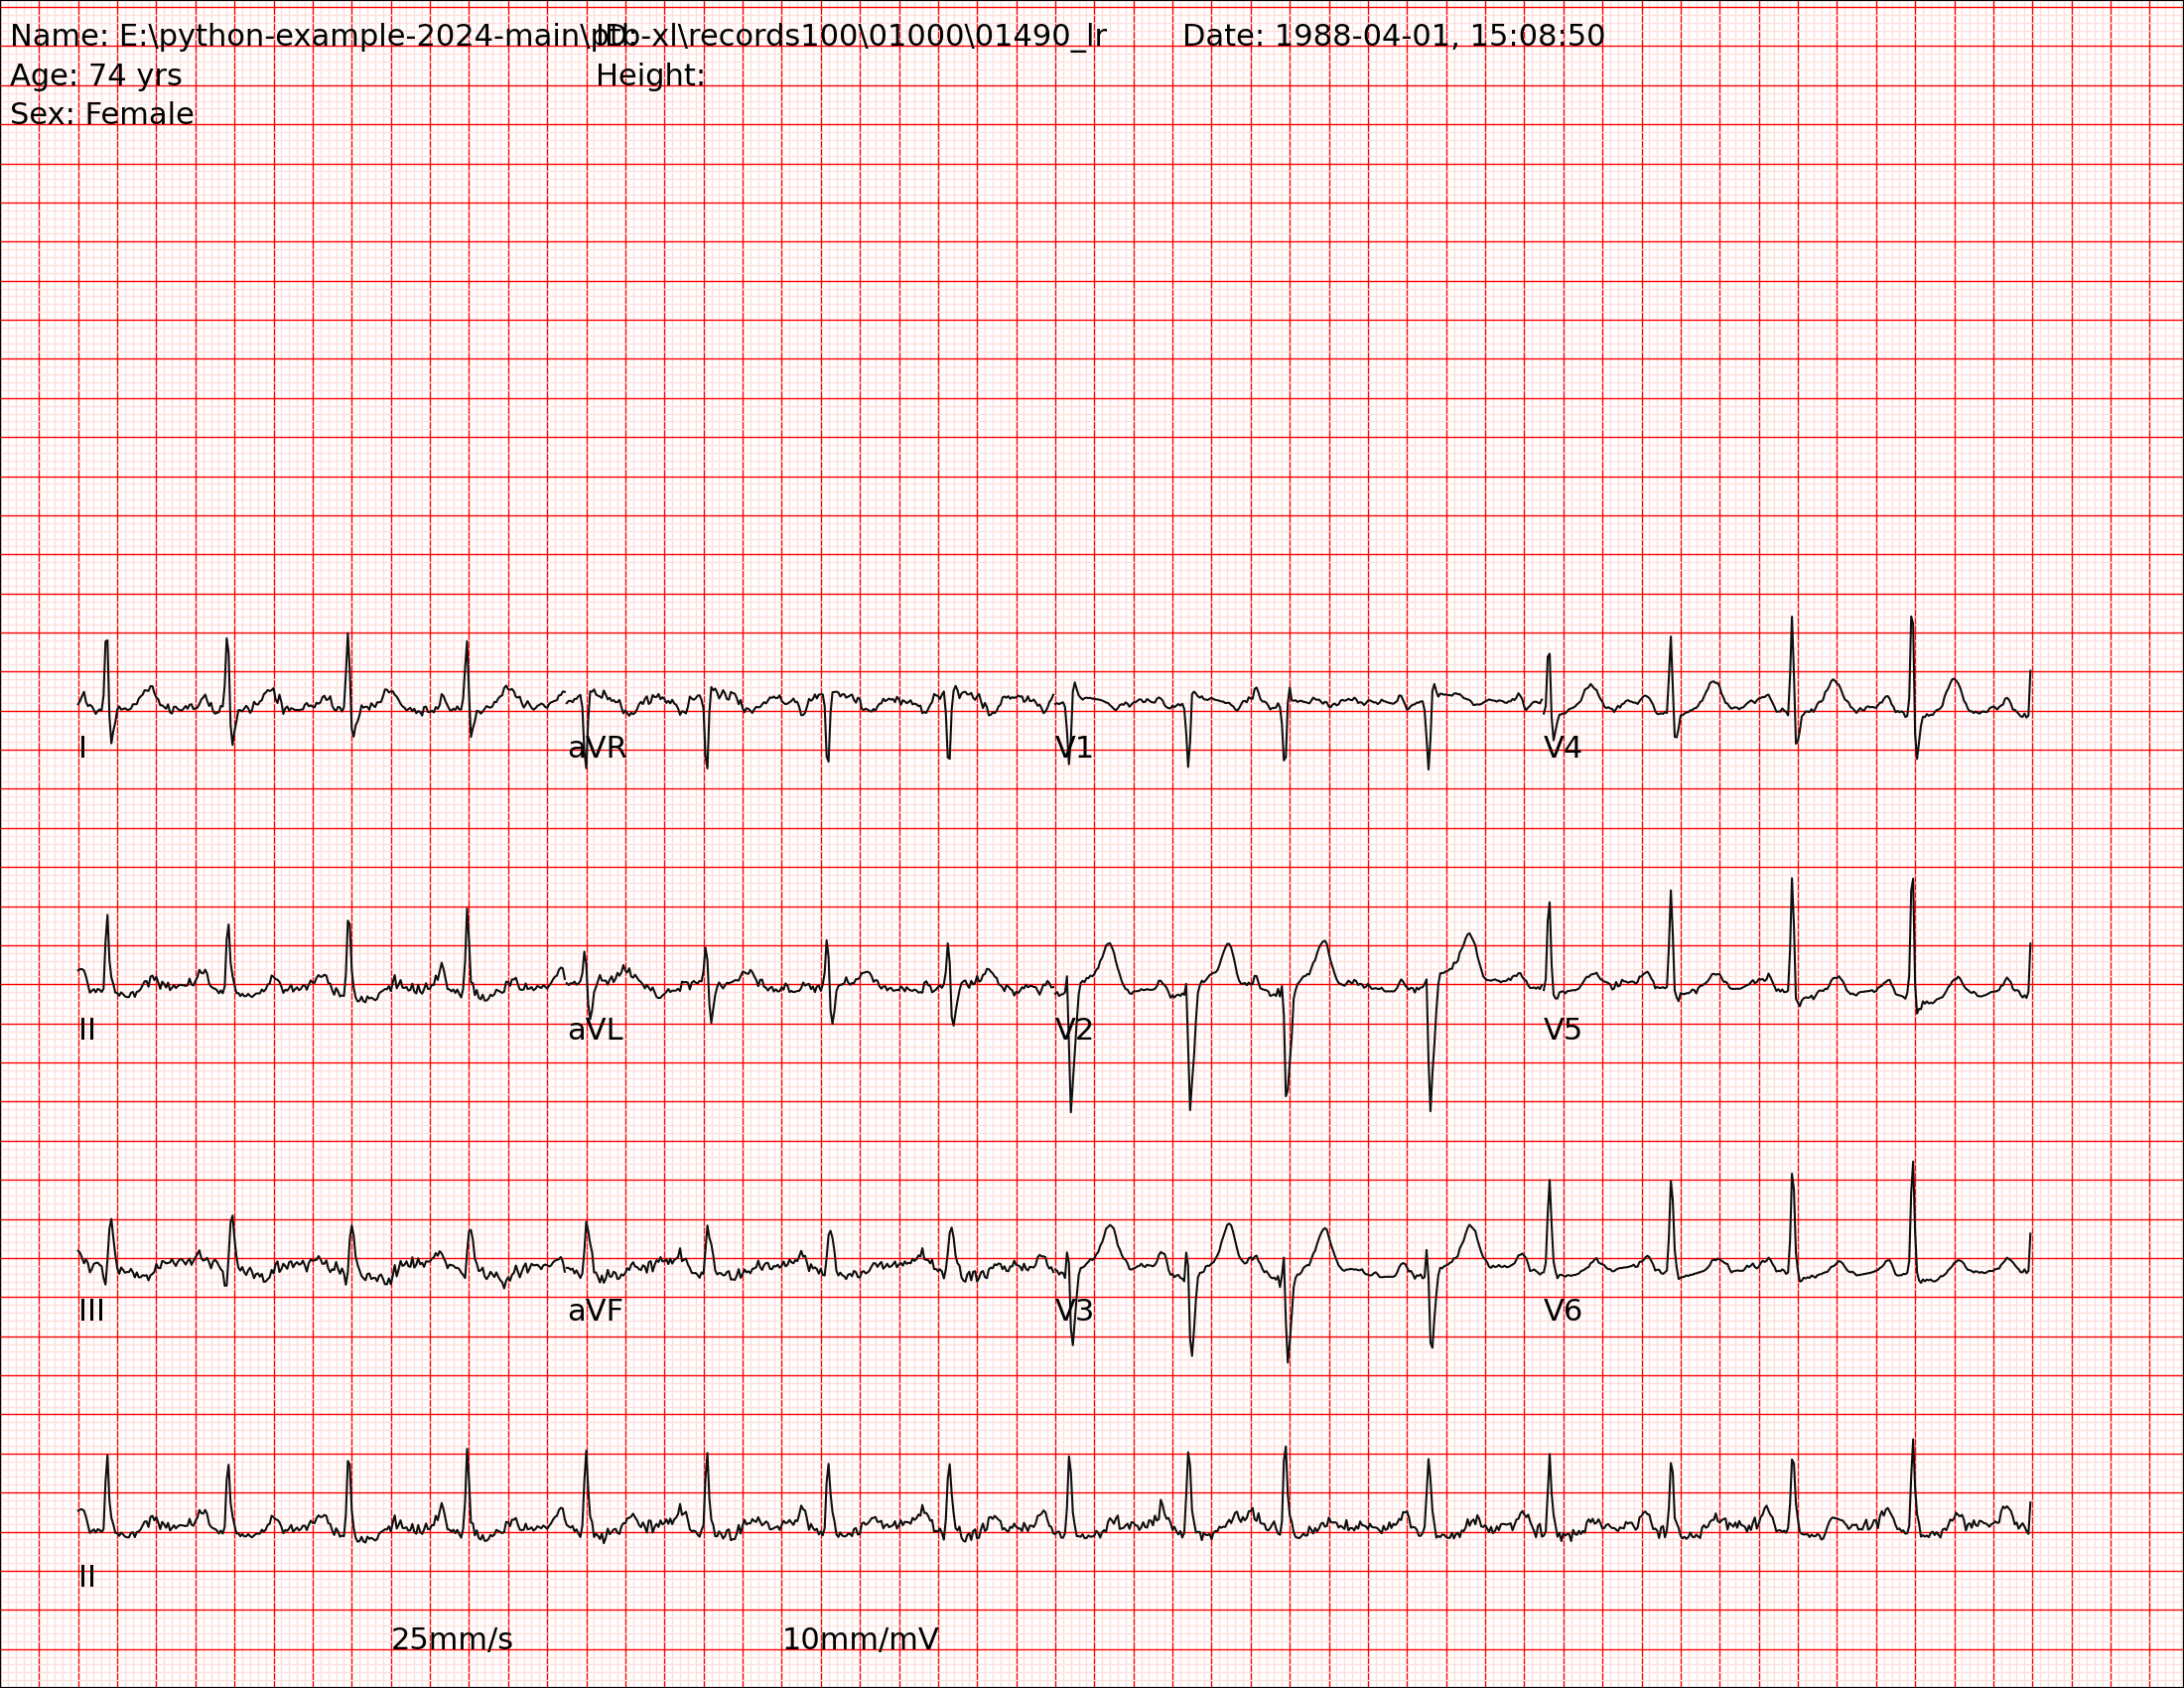 Name: E:\python-example-2024-main\ptb-xl\records100\01000\01490_lr ID: Date: 1988-04-01, 15:08:50
Age: 74 yrs Height:
Sex: Female
I aVR V1 V4
II aVL V2 V5
III aVF V3 V6
II
25mm/s 10mm/mV